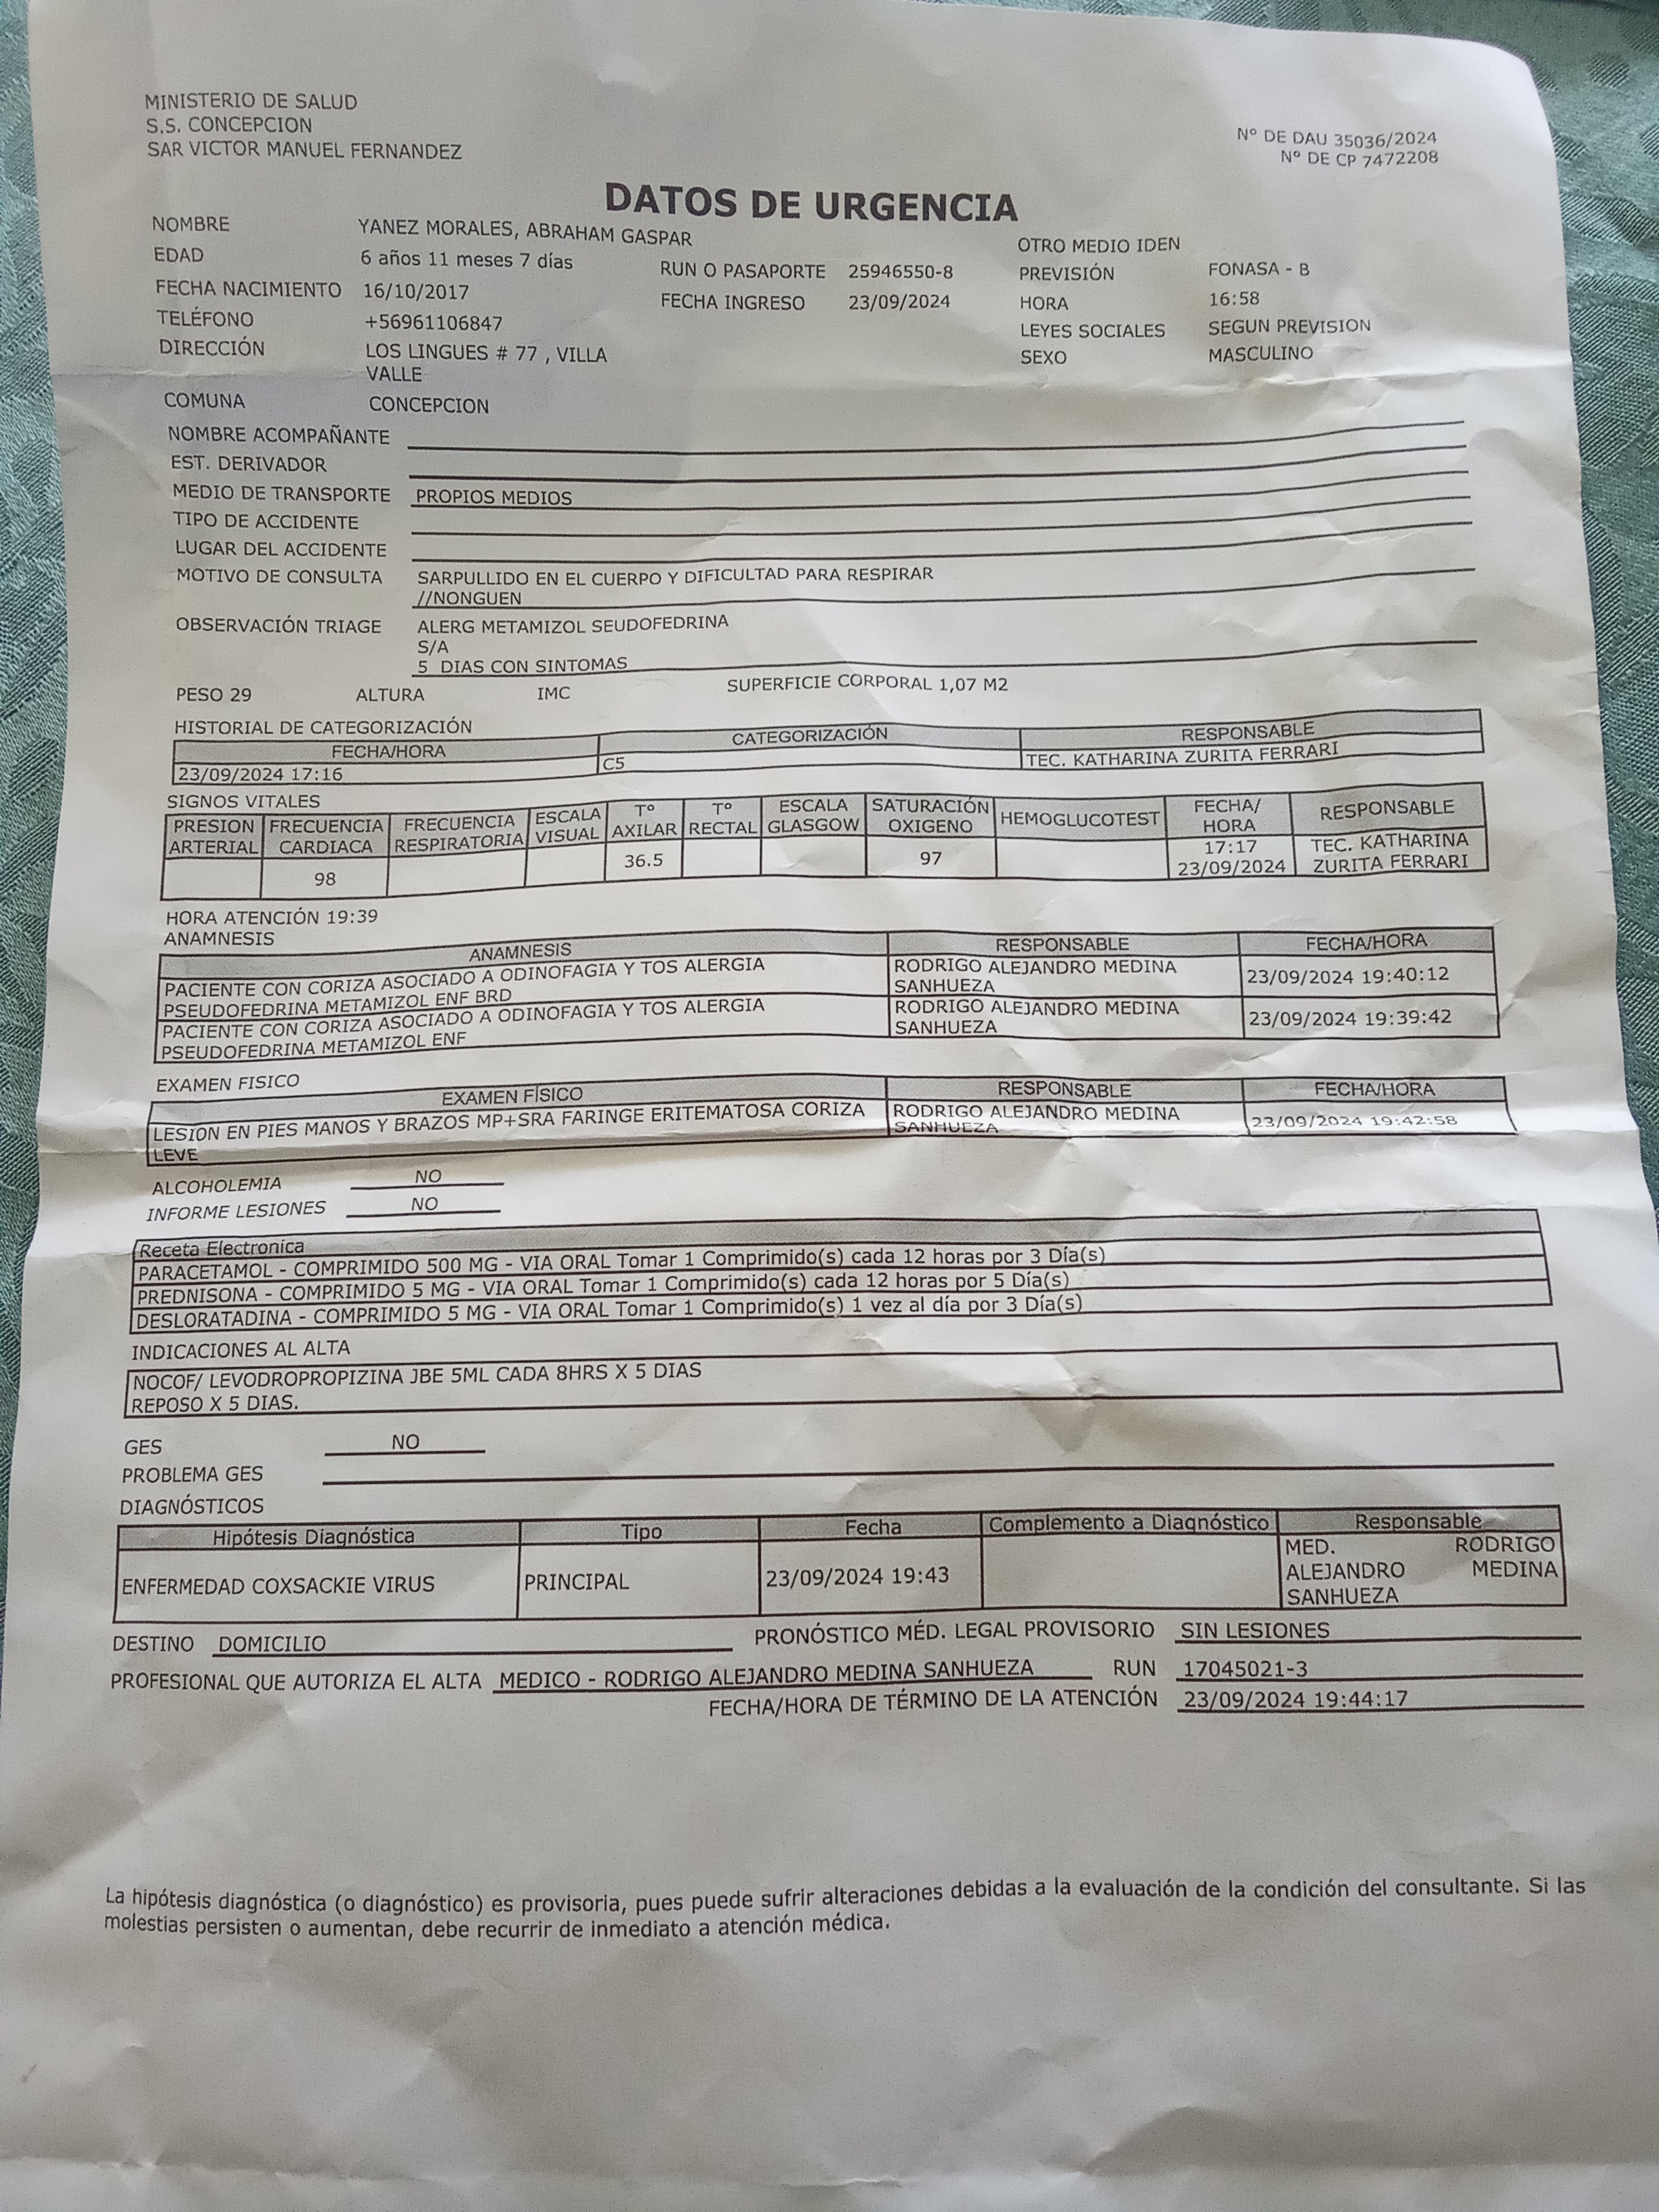 MINISTERIO DE SALUD
S.S. CONCEPCION
SAR VICTOR MANUEL FERNANDEZ
Nº DE DAU 35036/2024
Nº DE CP 7472208
DATOS DE URGENCIA
NOMBRE YANEZ MORALES, ABRAHAM GASPAR
OTRO MEDIO IDEN
EDAD 6 años 11 meses 7 días RUN O PASAPORTE 25946550-8 PREVISIÓN FONASA - B
FECHA NACIMIENTO 16/10/2017 FECHA INGRESO 23/09/2024 HORA 16:58
TELÉFONO +56961106847 LEYES SOCIALES SEGUN PREVISION
DIRECCIÓN LOS LINGUES # 77 , VILLA SEXO MASCULINO
VALLE
COMUNA CONCEPCION
NOMBRE ACOMPAÑANTE
EST. DERIVADOR
MEDIO DE TRANSPORTE PROPIOS MEDIOS
TIPO DE ACCIDENTE
LUGAR DEL ACCIDENTE
MOTIVO DE CONSULTA SARPULLIDO EN EL CUERPO Y DIFICULTAD PARA RESPIRAR
//NONGUEN
OBSERVACIÓN TRIAGE ALERG METAMIZOL SEUDOFEDRINA
S/A
5 DIAS CON SINTOMAS
PESO 29 ALTURA IMC SUPERFICIE CORPORAL 1,07 M2
HISTORIAL DE CATEGORIZACIÓN
FECHA/HORA CATEGORIZACIÓN RESPONSABLE
23/09/2024 17:16 C5 TEC. KATHARINA ZURITA FERRARI
SIGNOS VITALES
PRESION ARTERIAL FRECUENCIA CARDIACA FRECUENCIA RESPIRATORIA ESCALA VISUAL Tº AXILAR Tº RECTAL ESCALA GLASGOW SATURACIÓN OXIGENO HEMOGLUCOTEST FECHA/ HORA RESPONSABLE
98 36.5 97 17:17 23/09/2024 TEC. KATHARINA ZURITA FERRARI
HORA ATENCIÓN 19:39
ANAMNESIS
ANAMNESIS RESPONSABLE FECHA/HORA
PACIENTE CON CORIZA ASOCIADO A ODINOFAGIA Y TOS ALERGIA RODRIGO ALEJANDRO MEDINA 23/09/2024 19:40:12
PSEUDOFEDRINA METAMIZOL ENF BRD SANHUEZA
PACIENTE CON CORIZA ASOCIADO A ODINOFAGIA Y TOS ALERGIA RODRIGO ALEJANDRO MEDINA 23/09/2024 19:39:42
PSEUDOFEDRINA METAMIZOL ENF SANHUEZA
EXAMEN FISICO
EXAMEN FÍSICO RESPONSABLE FECHA/HORA
LESION EN PIES MANOS Y BRAZOS MP+SRA FARINGE ERITEMATOSA CORIZA RODRIGO ALEJANDRO MEDINA 23/09/2024 19:42:58
LEVE SANHUEZA
ALCOHOLEMIA NO
INFORME LESIONES NO
Receta Electronica
PARACETAMOL - COMPRIMIDO 500 MG - VIA ORAL Tomar 1 Comprimido(s) cada 12 horas por 3 Día(s)
PREDNISONA - COMPRIMIDO 5 MG - VIA ORAL Tomar 1 Comprimido(s) cada 12 horas por 5 Día(s)
DESLORATADINA - COMPRIMIDO 5 MG - VIA ORAL Tomar 1 Comprimido(s) 1 vez al día por 3 Día(s)
INDICACIONES AL ALTA
NOCOF/ LEVODROPROPIZINA JBE 5ML CADA 8HRS X 5 DIAS
REPOSO X 5 DIAS.
GES NO
PROBLEMA GES
DIAGNÓSTICOS
Hipótesis Diagnóstica Tipo Fecha Complemento a Diagnóstico Responsable
ENFERMEDAD COXSACKIE VIRUS PRINCIPAL 23/09/2024 19:43 MED. RODRIGO ALEJANDRO MEDINA SANHUEZA
DESTINO DOMICILIO PRONÓSTICO MÉD. LEGAL PROVISORIO SIN LESIONES
PROFESIONAL QUE AUTORIZA EL ALTA MEDICO - RODRIGO ALEJANDRO MEDINA SANHUEZA RUN 17045021-3
FECHA/HORA DE TÉRMINO DE LA ATENCIÓN 23/09/2024 19:44:17
La hipótesis diagnóstica (o diagnóstico) es provisoria, pues puede sufrir alteraciones debidas a la evaluación de la condición del consultante. Si las
molestias persisten o aumentan, debe recurrir de inmediato a atención médica.